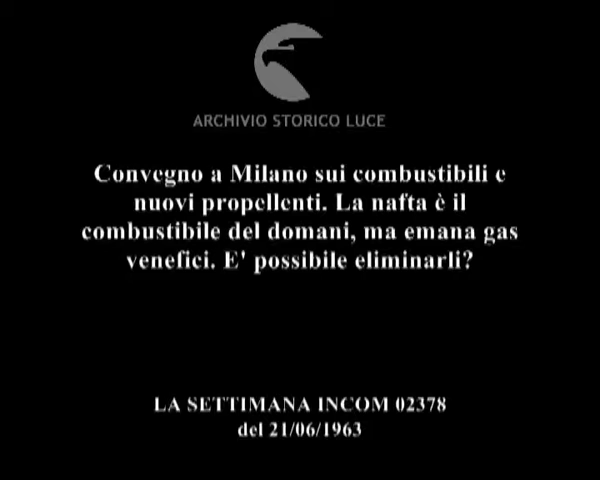 ARCHIVIO STORICO LUCE
Convegno a Milano sui combustibili e
nuovi propellenti. La nafta è il
combustibile del domani, ma emana gas
venefici. E' possibile eliminarli?
LA SETTIMANA INCOM 02378
del 21/06/1963